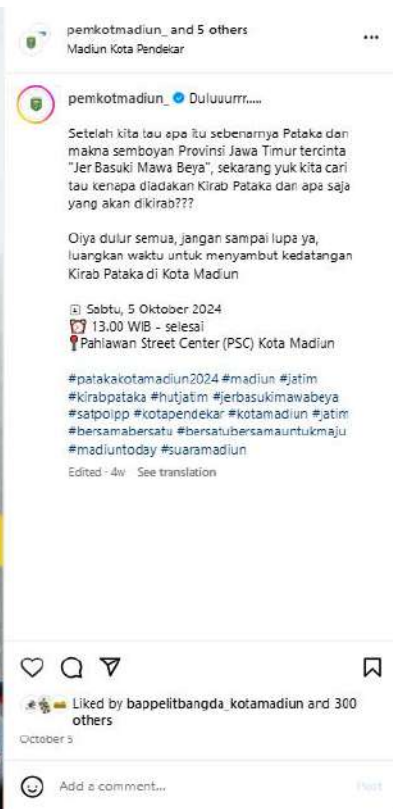 pemkotmadiun_ and 5 others
Madiun Kota Pendekar
pemkotmadiun_ Duluuurrr.....
Setelah kita tau apa itu sebenarnya Pataka dan
makna semboyan Provinsi Jawa Timur tercinta
"Jer Basuki Mawa Beya", sekarang yuk kita cari
tau kenapa diadakan Kirab Pataka dan apa saja
yang akan dikirab???
Oiya dulur semua, jangan sampai lupa ya,
luangkan waktu untuk menyambut kedatangan
Kirab Pataka di Kota Madiun
Sabtu, 5 Oktober 2024
13.00 WIB - selesai
Pahlawan Street Center (PSC) Kota Madiun
#patakakotamadiun2024 #madiun #jatim
#kirabpataka #hutjatim #jerbasukimawabeya
#satpolpp #kotapendekar #kotamadiun #jatim
#bersamabersatu #bersatubersamauntukmaju
#madiuntoday #suaramadiun
Edited · 4w See translation
Liked by bappelitbangda_kotamadiun and 300
others
October 5
Add a comment...
Post